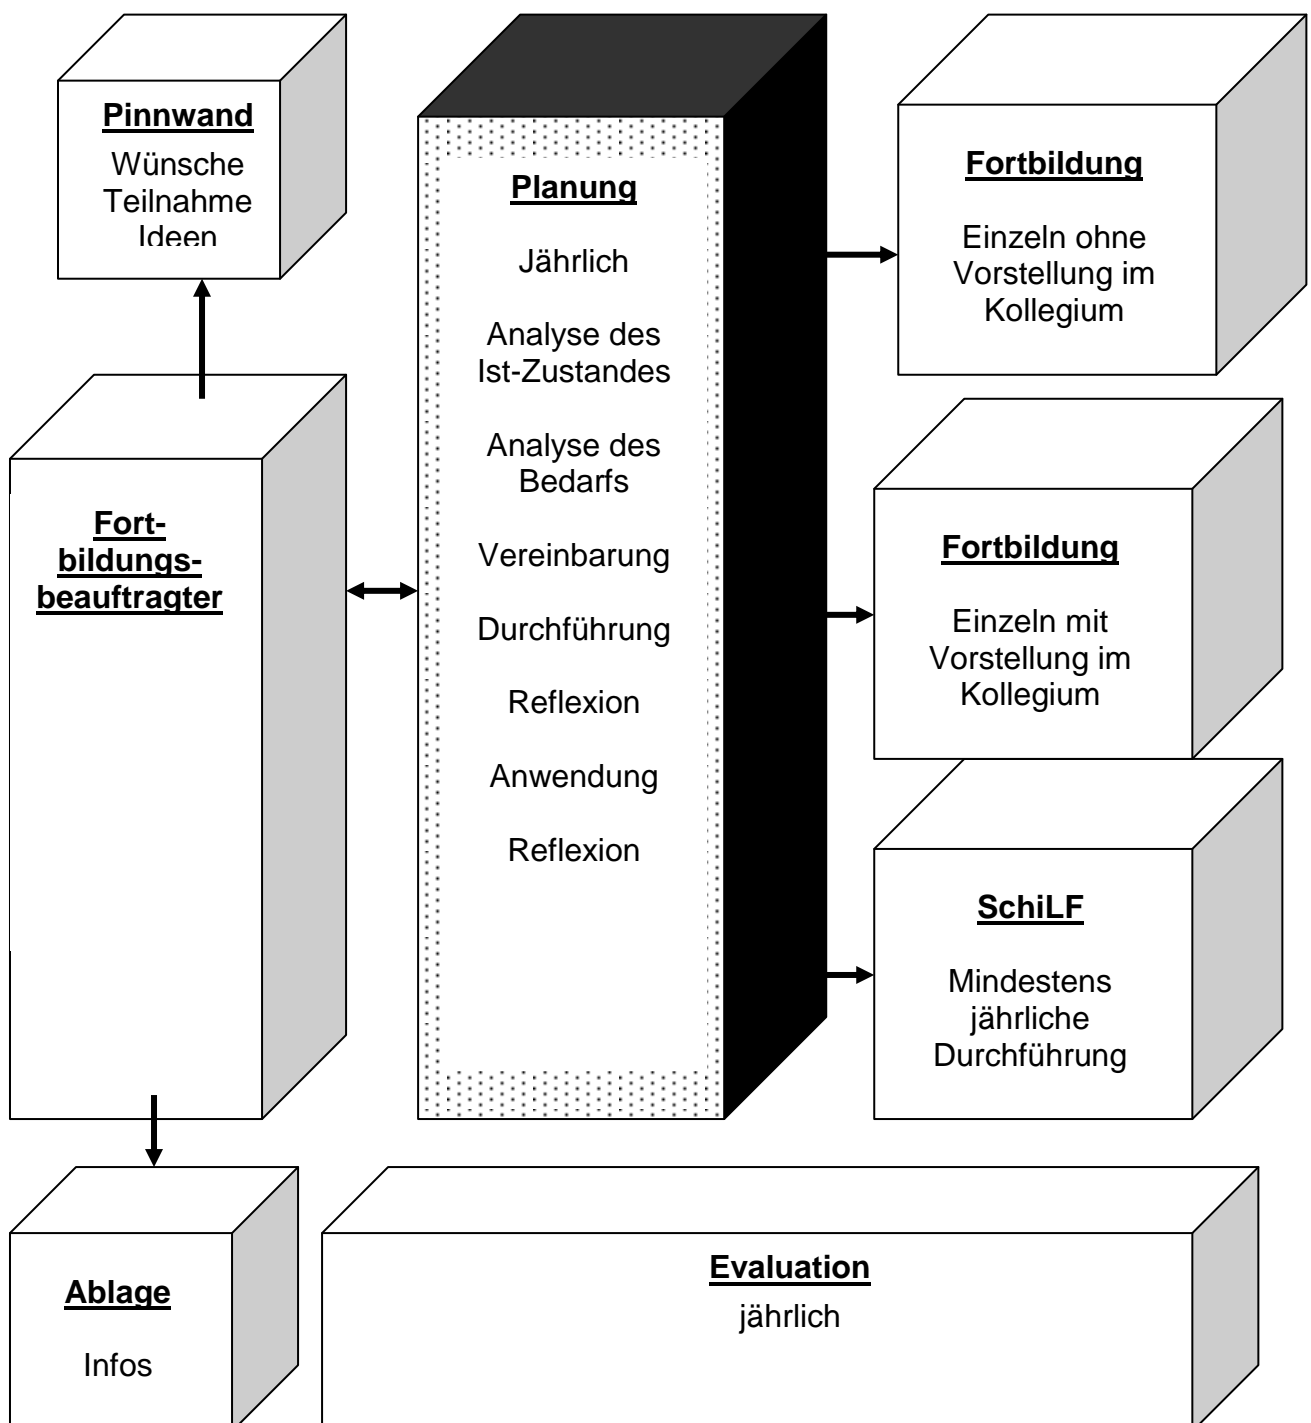 Pinnwand
Wünsche
Teilnahme
Ideen
Fort-
bildungs-
beauftragter
Ablage
Infos
Planung
Jährlich
Analyse des
Ist-Zustandes
Analyse des
Bedarfs
Vereinbarung
Durchführung
Reflexion
Anwendung
Reflexion
Fortbildung
Einzeln ohne
Vorstellung im
Kollegium
Fortbildung
Einzeln mit
Vorstellung im
Kollegium
SchiLF
Mindestens
jährliche
Durchführung
Evaluation
jährlich